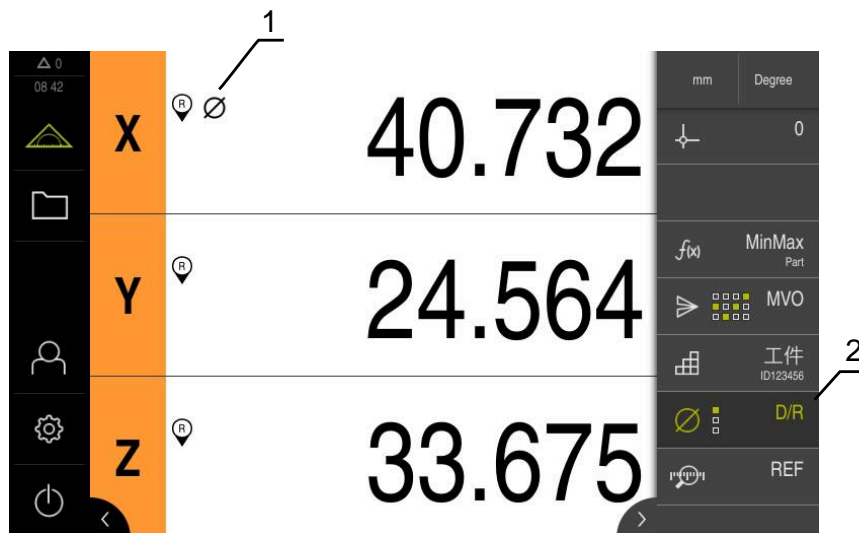 1
0
08 42
mm
Degree
X
R
40.732
0
Y
R
24.564
f(x)
MinMax
Part
MVO
工件
ID123456
2
Z
R
33.675
D/R
REF